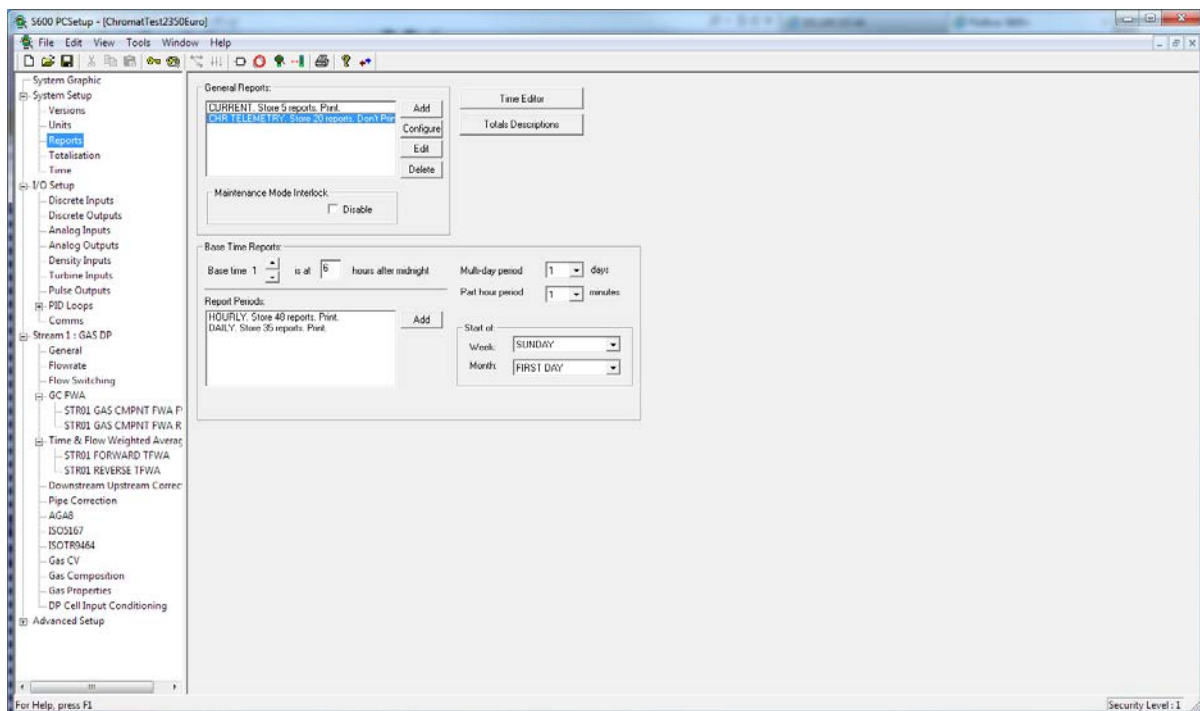 S600 PCSetup - [ChromatTest2350Euro]
File Edit View Tools Window Help
System Graphic
System Setup
Versions
Units
Reports
Totalisation
Time
I/O Setup
Discrete Inputs
Discrete Outputs
Analog Inputs
Analog Outputs
Density Inputs
Turbine Inputs
Pulse Outputs
PID Loops
Comms
Stream 1 : GAS DP
General
Flowrate
Flow Switching
GC FWA
STR01 GAS CMPNT FWA F
STR01 GAS CMPNT FWA R
Time & Flow Weighted Averag
STR01 FORWARD TFWA
STR01 REVERSE TFWA
Downstream Upstream Correc
Pipe Correction
AGA8
ISO5167
ISOTR9464
Gas CV
Gas Composition
Gas Properties
DP Cell Input Conditioning
Advanced Setup
General Reports:
CURRENT. Store 5 reports. Print.
CHR TELEMETRY. Store 20 reports. Don't Prin
Add
Configure
Edit
Delete
Maintenance Mode Interlock
Disable
Time Editor
Totals Descriptions
Base Time Reports:
Base time 1 is at 6 hours after midnight
Multi-day period 1 days
Part hour period 1 minutes
Report Periods:
HOURLY. Store 48 reports. Print.
DAILY. Store 35 reports. Print.
Add
Start of:
Week: SUNDAY
Month: FIRST DAY
For Help, press F1
Security Level : 1